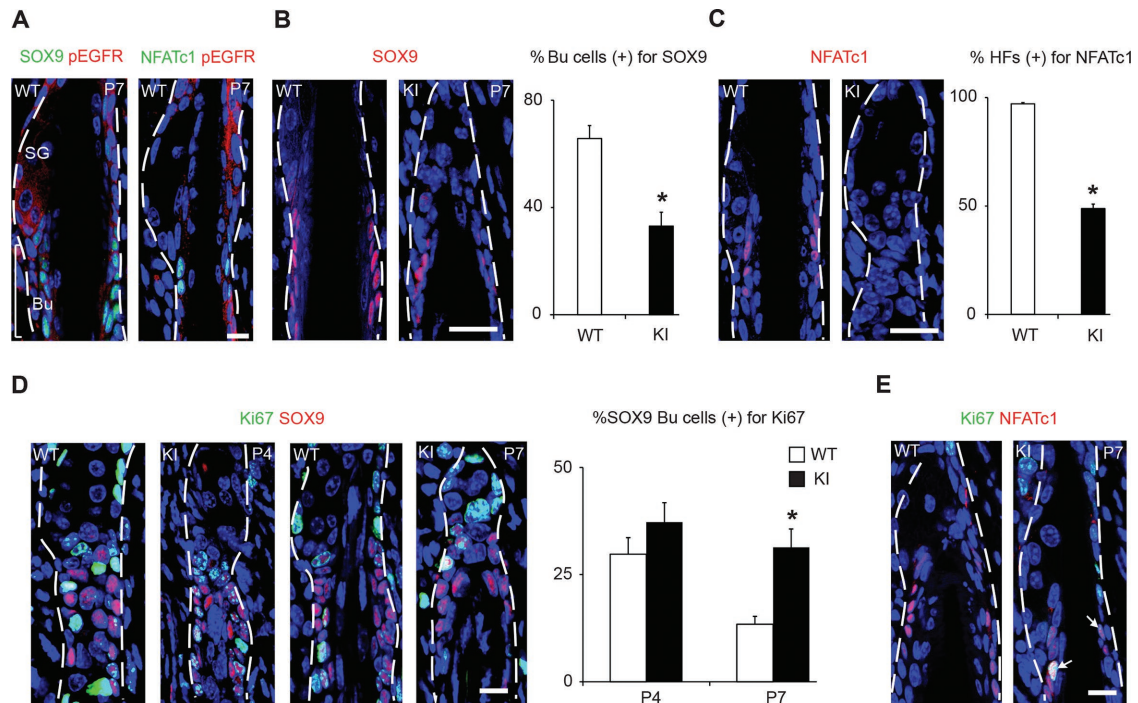 A
SOX9 pEGFR
NFATc1 pEGFR
WT
SG
Bu
P7
WT
P7
B
SOX9
WT
KI
P7
% Bu cells (+) for SOX9
80
40
0
*
WT
KI
C
NFATc1
WT
KI
% HFs (+) for NFATc1
100
50
0
*
WT
KI
D
Ki67 SOX9
WT
KI
P4
WT
KI
P7
%SOX9 Bu cells (+) for Ki67
WT
KI
50
25
0
*
P4
P7
E
Ki67 NFATc1
WT
KI
P7